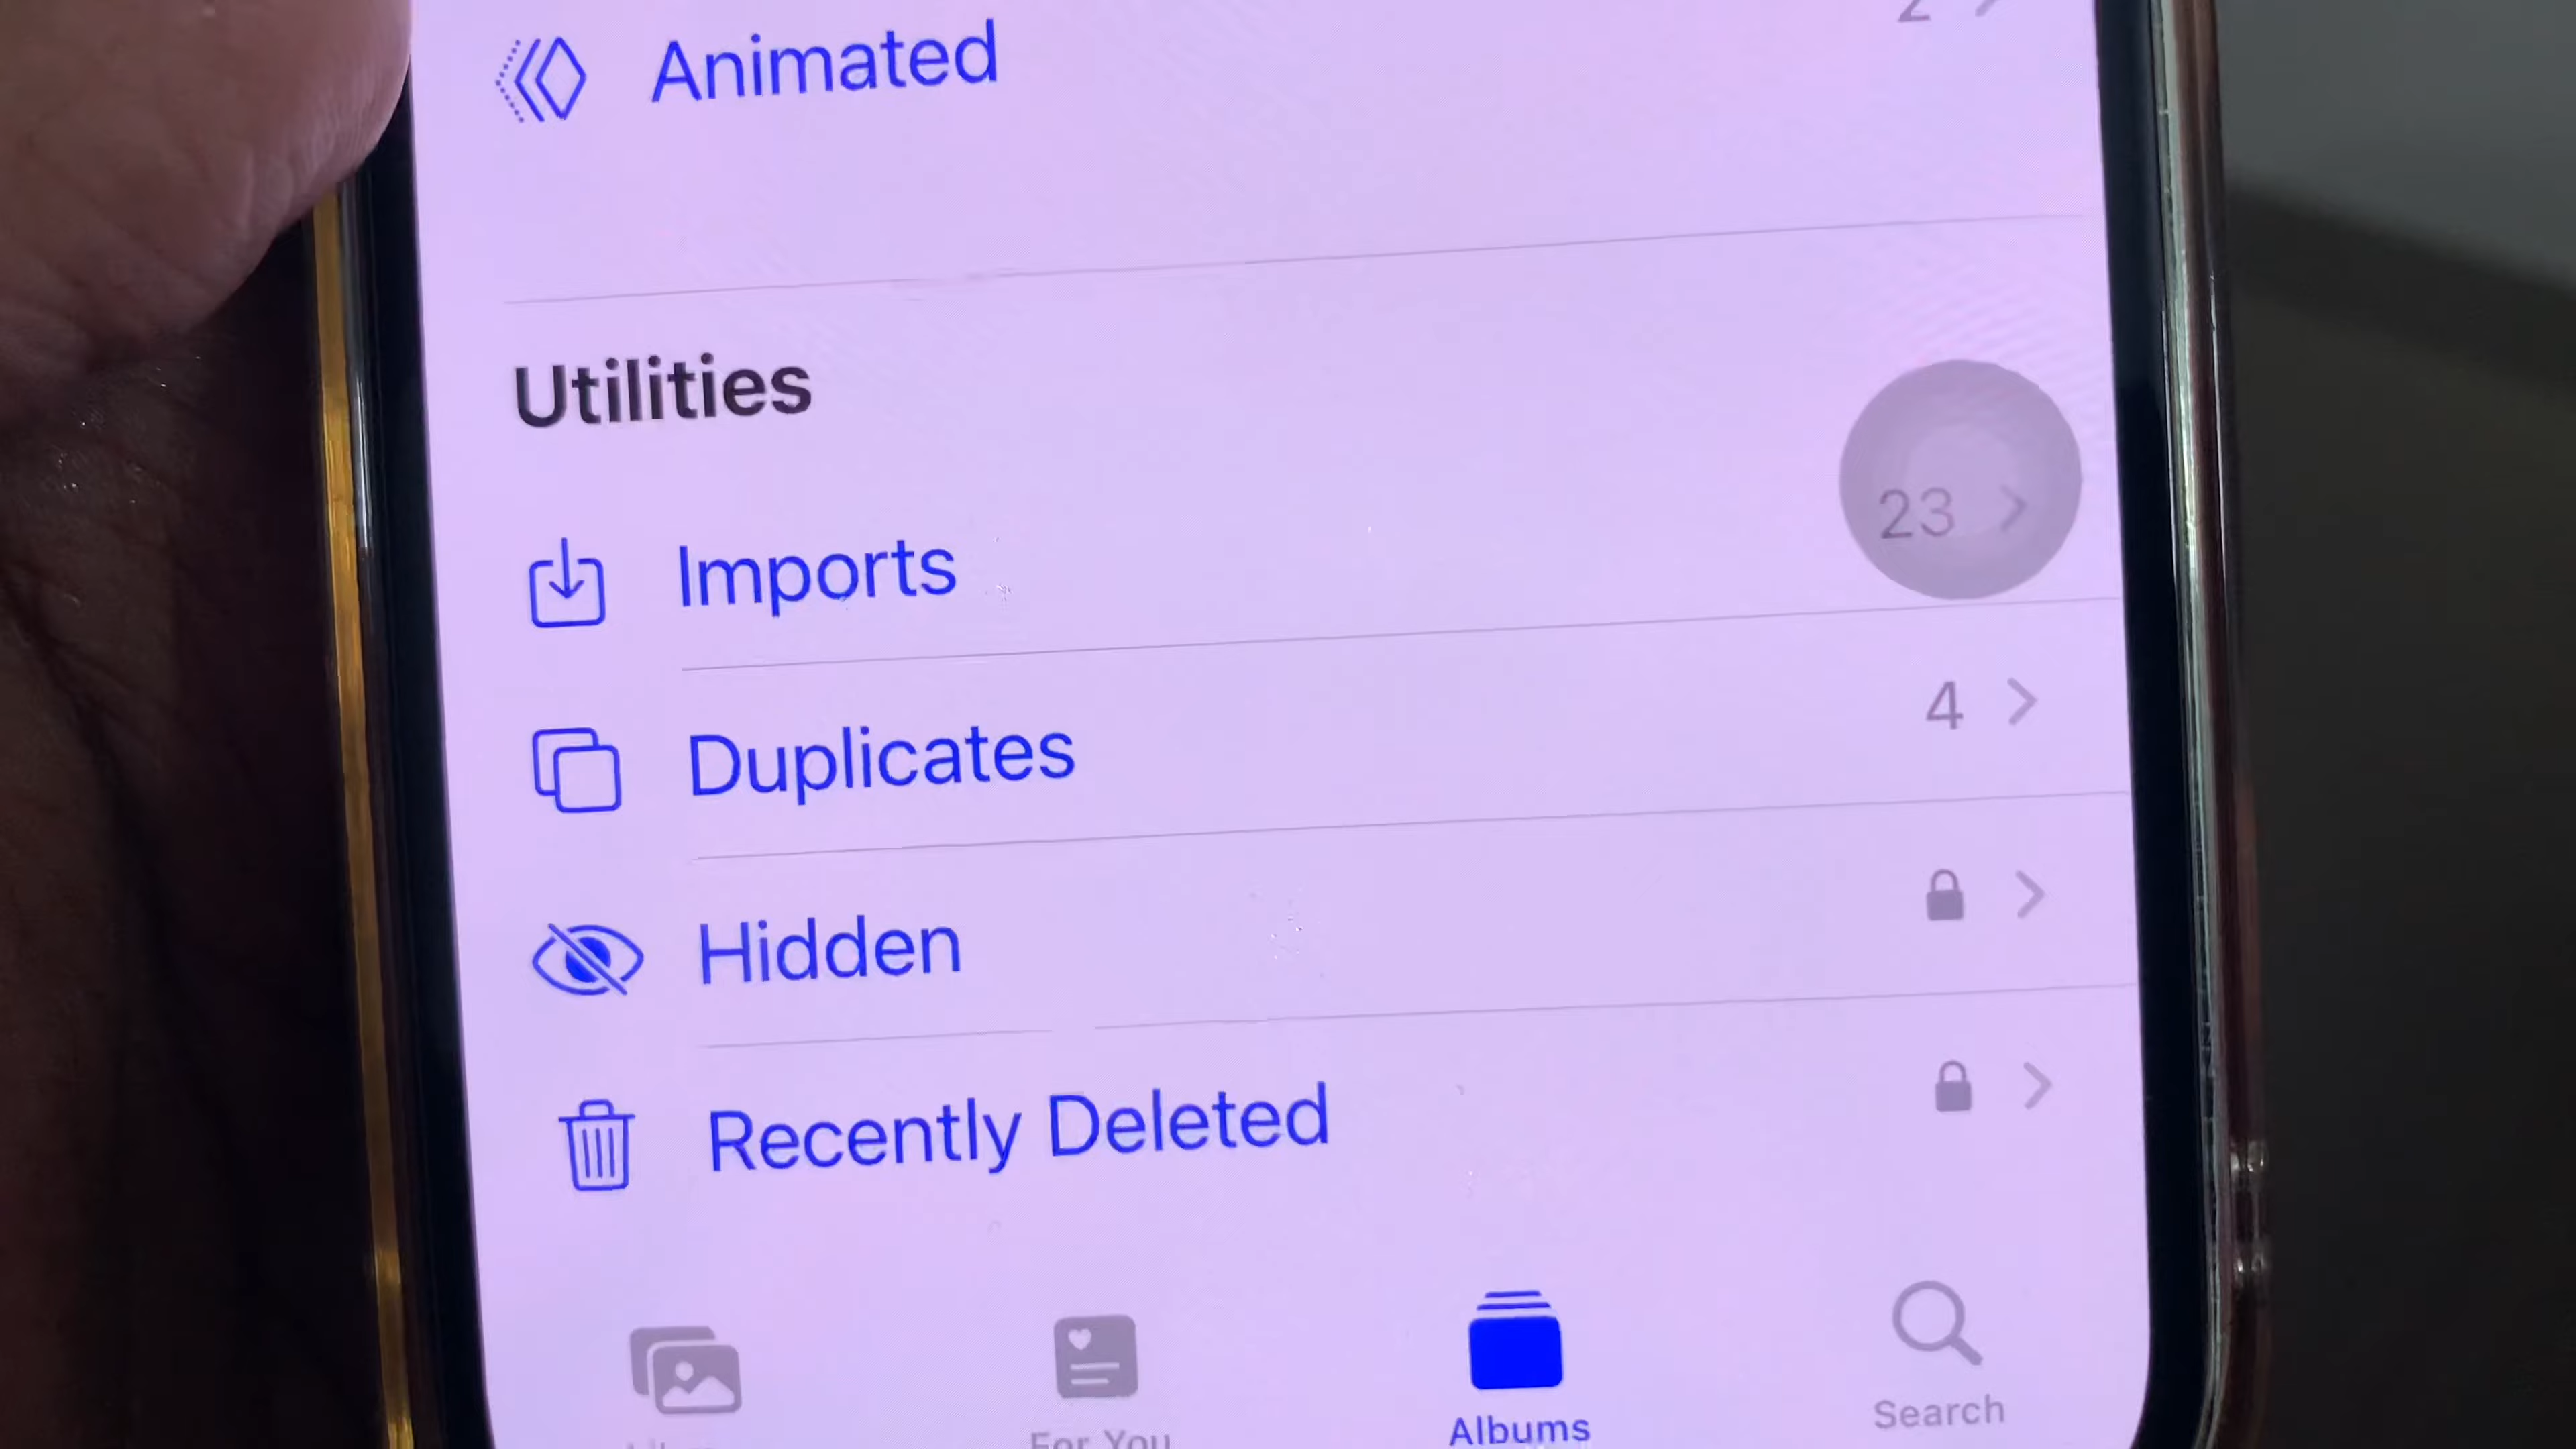 Animated
Utilities
Imports 23
Duplicates 4
Hidden
Recently Deleted
For You
Albums
Search